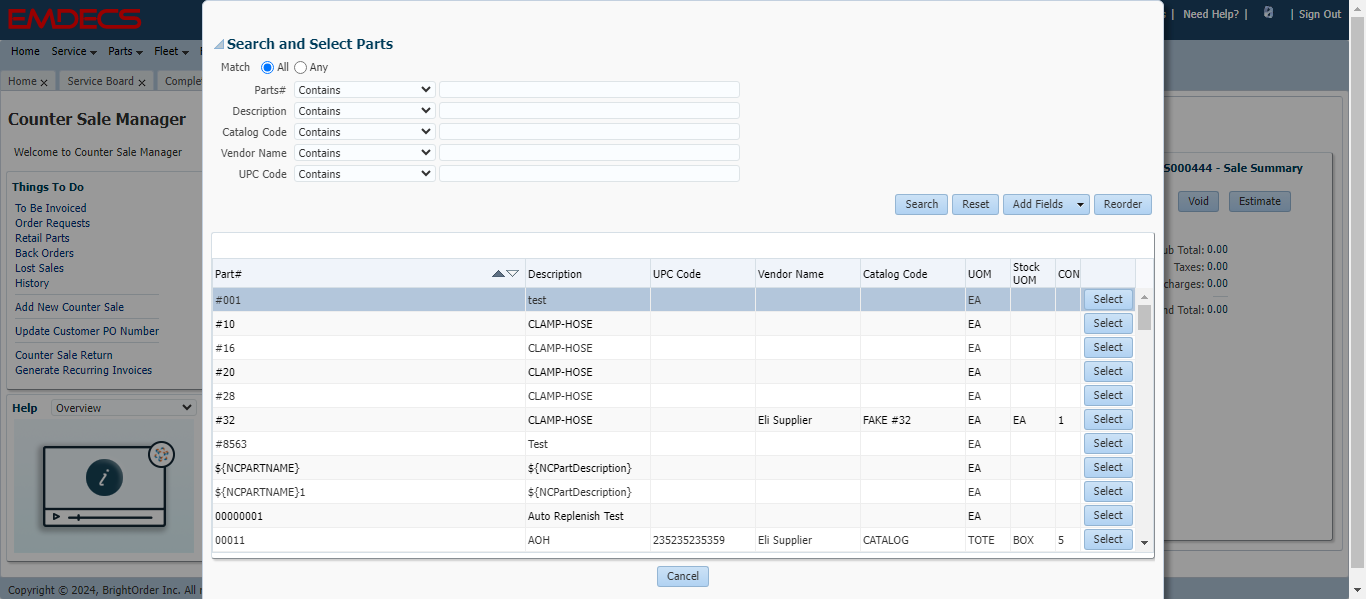 EMDECS
s | Need Help? | | Sign Out
Home Service Parts Fleet
Home x Service Board x Comple
Counter Sale Manager
Welcome to Counter Sale Manager
Things To Do
To Be Invoiced
Order Requests
Retail Parts
Back Orders
Lost Sales
History
Add New Counter Sale
Update Customer PO Number
Counter Sale Return
Generate Recurring Invoices
Help Overview
Copyright © 2024, BrightOrder Inc. All r
Search and Select Parts
Match All Any
Parts# Contains
Description Contains
Catalog Code Contains
Vendor Name Contains
UPC Code Contains
Search Reset Add Fields Reorder
Part# Description UPC Code Vendor Name Catalog Code UOM Stock UOM CON
#001 test EA Select
#10 CLAMP-HOSE EA Select
#16 CLAMP-HOSE EA Select
#20 CLAMP-HOSE EA Select
#28 CLAMP-HOSE EA Select
#32 CLAMP-HOSE Eli Supplier FAKE #32 EA EA 1 Select
#8563 Test EA Select
${NCPARTNAME} ${NCPartDescription} EA Select
${NCPARTNAME}1 ${NCPartDescription} EA Select
00000001 Auto Replenish Test EA Select
00011 AOH 235235235359 Eli Supplier CATALOG TOTE BOX 5 Select
Cancel
S000444 - Sale Summary
Void Estimate
ub Total: 0.00
Taxes: 0.00
charges: 0.00
nd Total: 0.00